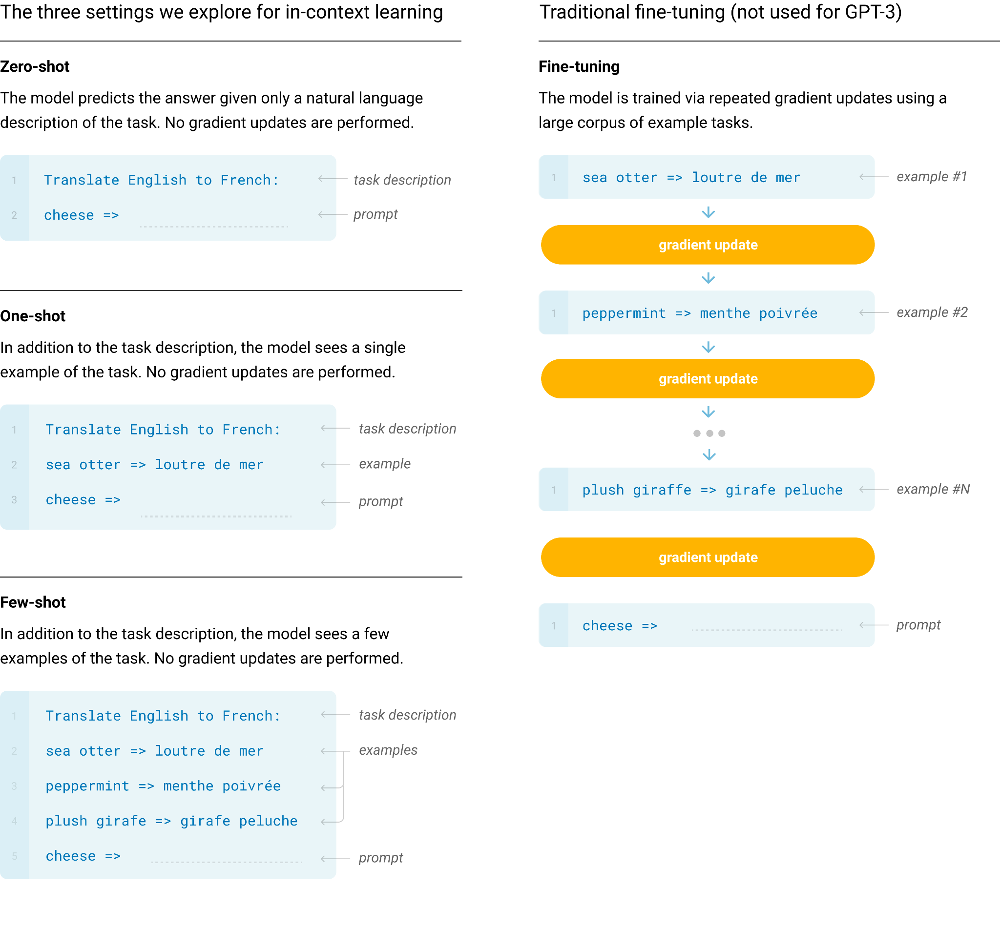 The three settings we explore for in-context learning
Zero-shot
The model predicts the answer given only a natural language
description of the task. No gradient updates are performed.
1 Translate English to French: task description
2 cheese => prompt
One-shot
In addition to the task description, the model sees a single
example of the task. No gradient updates are performed.
1 Translate English to French: task description
2 sea otter => loutre de mer example
3 cheese => prompt
Few-shot
In addition to the task description, the model sees a few
examples of the task. No gradient updates are performed.
1 Translate English to French: task description
2 sea otter => loutre de mer examples
3 peppermint => menthe poivrée
4 plush girafe => girafe peluche
5 cheese => prompt
Traditional fine-tuning (not used for GPT-3)
Fine-tuning
The model is trained via repeated gradient updates using a
large corpus of example tasks.
1 sea otter => loutre de mer example #1
gradient update
1 peppermint => menthe poivrée example #2
gradient update
1 plush giraffe => girafe peluche example #N
gradient update
1 cheese => prompt